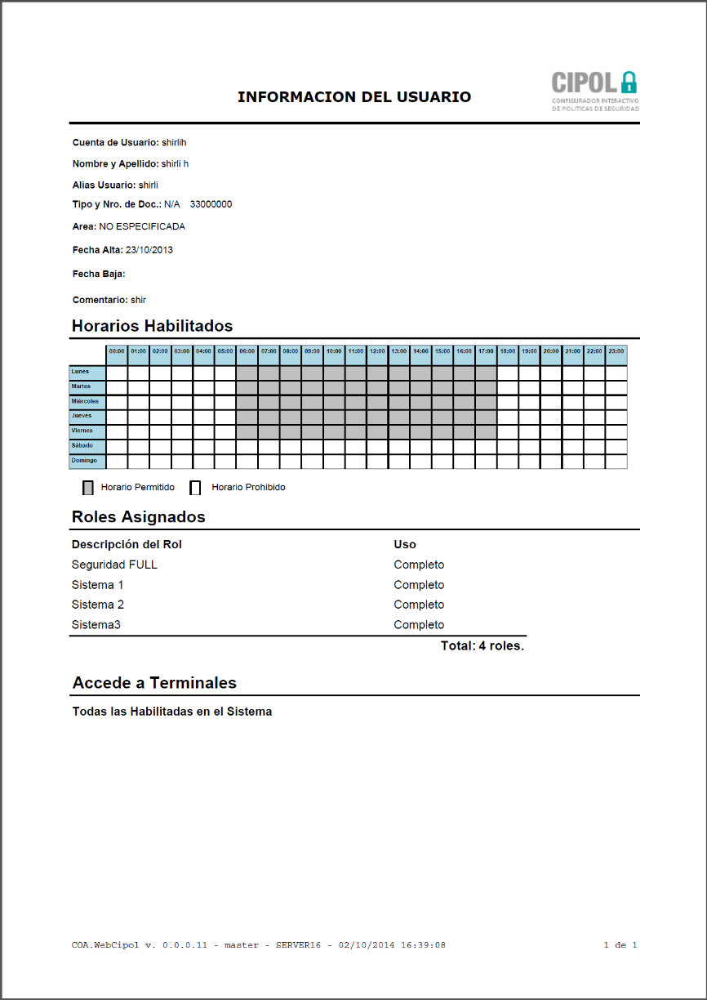 CIPOL
CONFIGURADOR INTERACTIVO
DE POLITICAS DE SEGURIDAD
INFORMACION DEL USUARIO
Cuenta de Usuario: shirlih
Nombre y Apellido: shirli h
Alias Usuario: shirli
Tipo y Nro. de Doc.: N/A 33000000
Area: NO ESPECIFICADA
Fecha Alta: 23/10/2013
Fecha Baja:
Comentario: shir
Horarios Habilitados
00:00 01:00 02:00 03:00 04:00 05:00 06:00 07:00 08:00 09:00 10:00 11:00 12:00 13:00 14:00 15:00 16:00 17:00 18:00 19:00 20:00 21:00 22:00 23:00
Lunes
Martes
Miércoles
Jueves
Viernes
Sábado
Domingo
Horario Permitido Horario Prohibido
Roles Asignados
Descripción del Rol Uso
Seguridad FULL Completo
Sistema 1 Completo
Sistema 2 Completo
Sistema3 Completo
Total: 4 roles.
Accede a Terminales
Todas las Habilitadas en el Sistema
COA.WebCipol v. 0.0.0.11 - master - SERVER16 - 02/10/2014 16:39:08 1 de 1